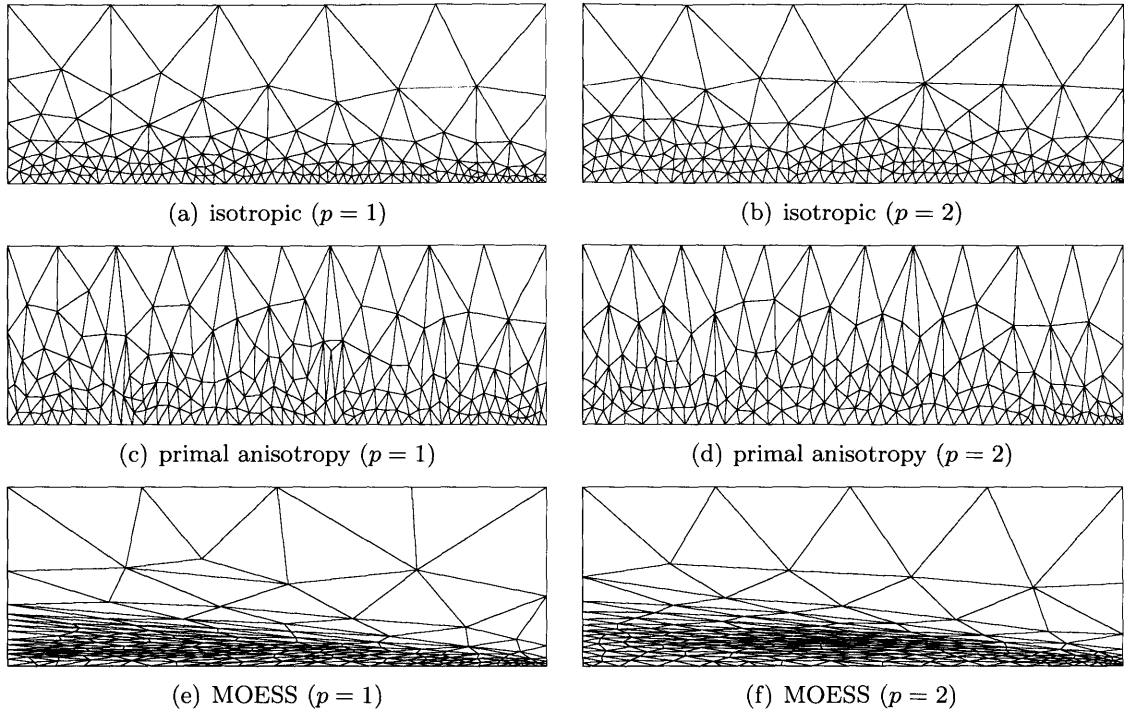 (a) isotropic (p = 1)
(b) isotropic (p = 2)
(c) primal anisotropy (p = 1)
(d) primal anisotropy (p = 2)
(e) MOESS (p = 1)
(f) MOESS (p = 2)